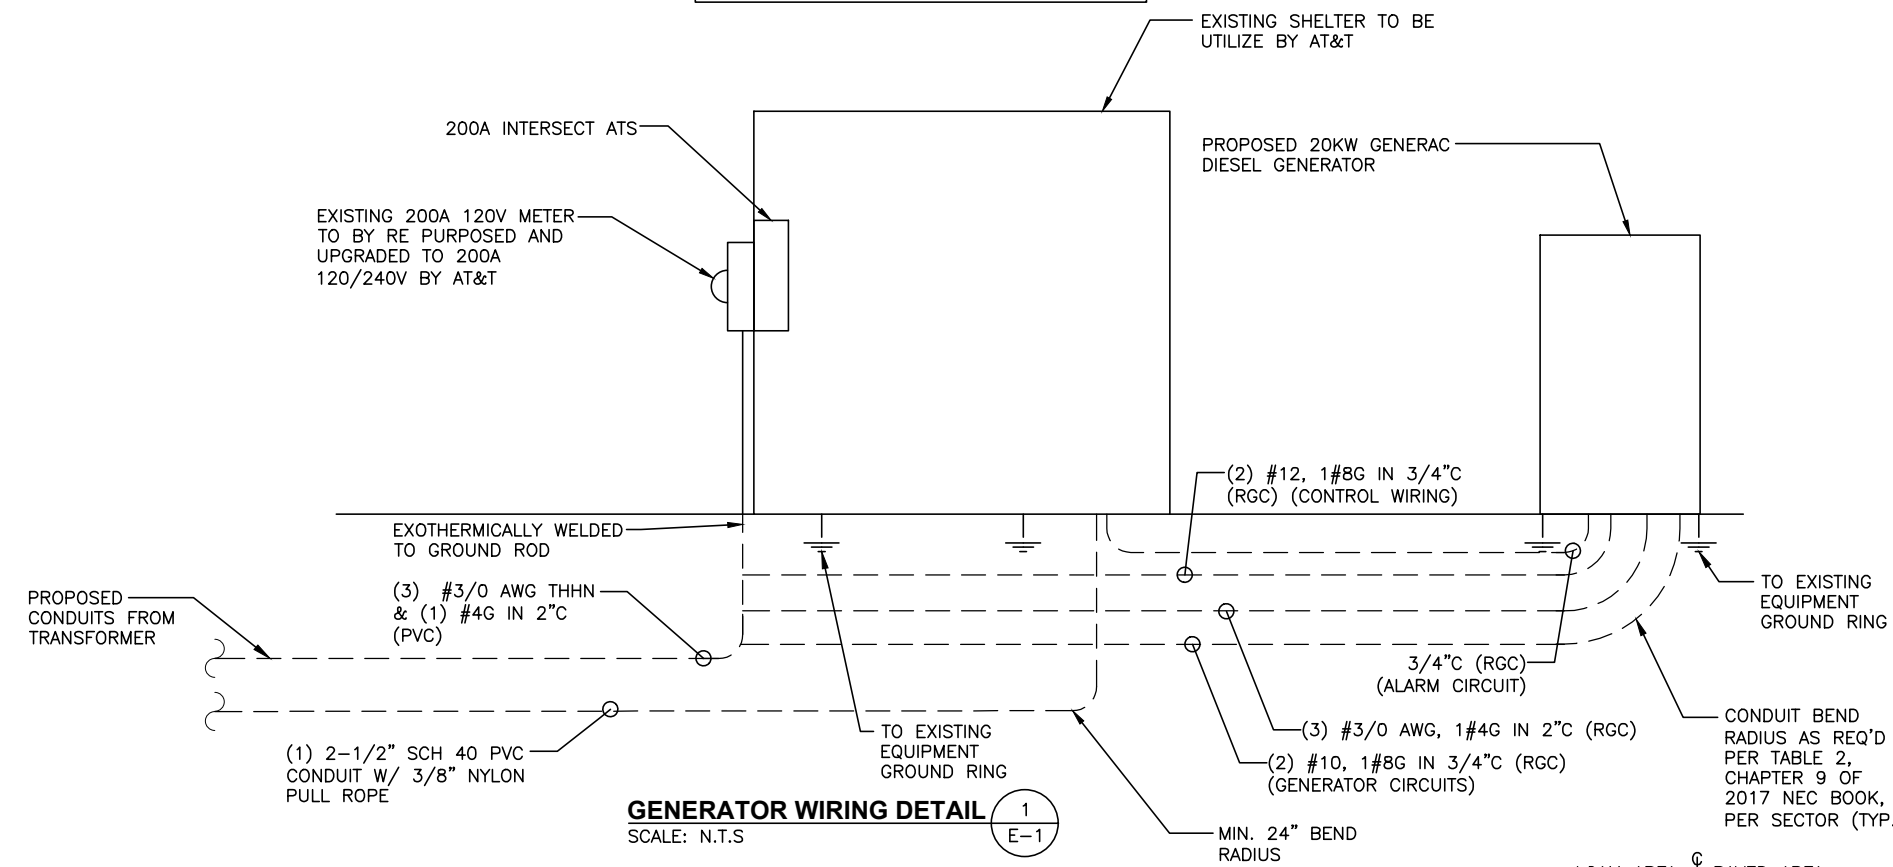 EXISTING SHELTER TO BE
UTILIZE BY AT&T
200A INTERSECT ATS
PROPOSED 20KW GENERAC
DIESEL GENERATOR
EXISTING 200A 120V METER
TO BY RE PURPOSED AND
UPGRADED TO 200A
120/240V BY AT&T
(2) #12, 1#8G IN 3/4"C
(RGC) (CONTROL WIRING)
EXOTHERMICALLY WELDED
TO GROUND ROD
(3) #3/0 AWG THHN
& (1) #4G IN 2"C
(PVC)
PROPOSED
CONDUITS FROM
TRANSFORMER
TO EXISTING
EQUIPMENT
GROUND RING
3/4"C (RGC)
(ALARM CIRCUIT)
(3) #3/0 AWG, 1#4G IN 2"C (RGC)
(2) #10, 1#8G IN 3/4"C (RGC)
(GENERATOR CIRCUITS)
TO EXISTING
EQUIPMENT
GROUND RING
CONDUIT BEND
RADIUS AS REQ'D
PER TABLE 2,
CHAPTER 9 OF
2017 NEC BOOK,
PER SECTOR (TYP.
(1) 2-1/2" SCH 40 PVC
CONDUIT W/ 3/8" NYLON
PULL ROPE
MIN. 24" BEND
RADIUS
GENERATOR WIRING DETAIL
SCALE: N.T.S
1
E-1